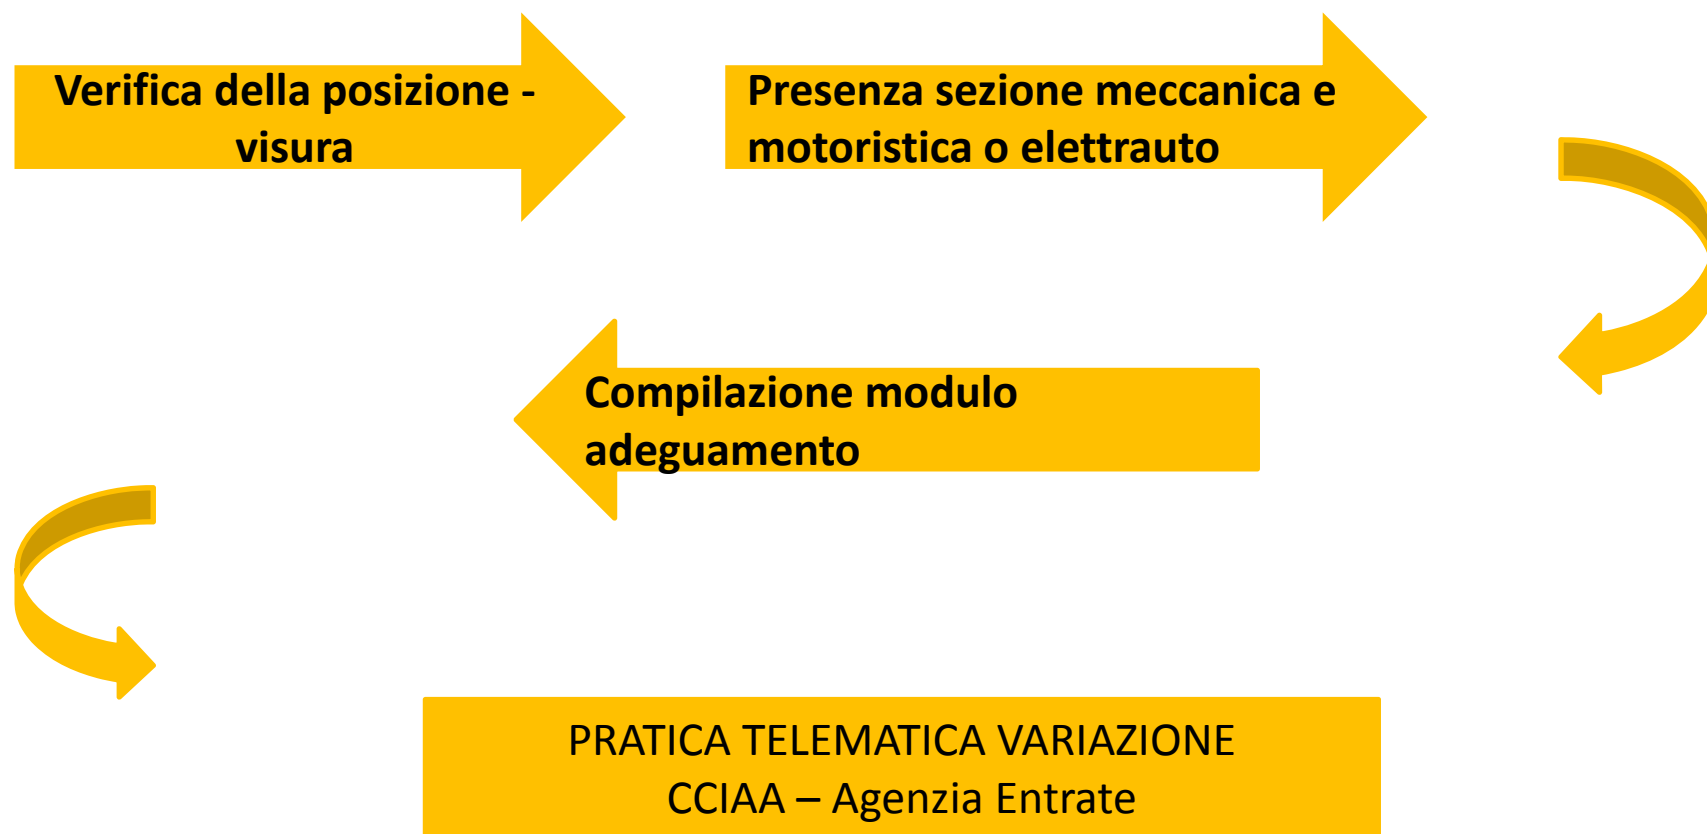 Verifica della posizione -
visura
Presenza sezione meccanica e
motoristica o elettrauto
Compilazione modulo
adeguamento
PRATICA TELEMATICA VARIAZIONE
CCIAA – Agenzia Entrate